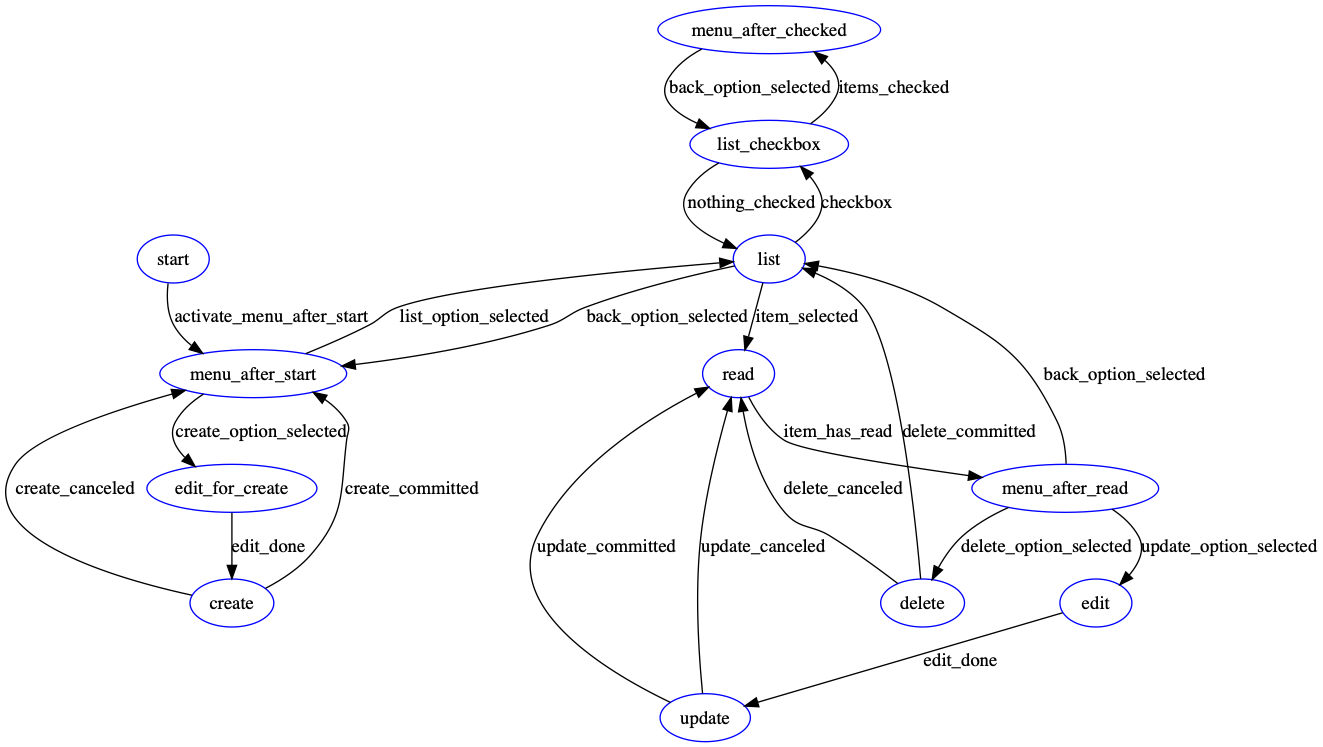 menu_after_checked
back_option_selected
items_checked
list_checkbox
nothing_checked
checkbox
start
list
activate_menu_after_start
list_option_selected
back_option_selected
item_selected
menu_after_start
read
back_option_selected
create_option_selected
item_has_read
delete_committed
create_canceled
edit_for_create
create_committed
delete_canceled
menu_after_read
edit_done
update_committed
update_canceled
delete_option_selected
update_option_selected
create
delete
edit
edit_done
update